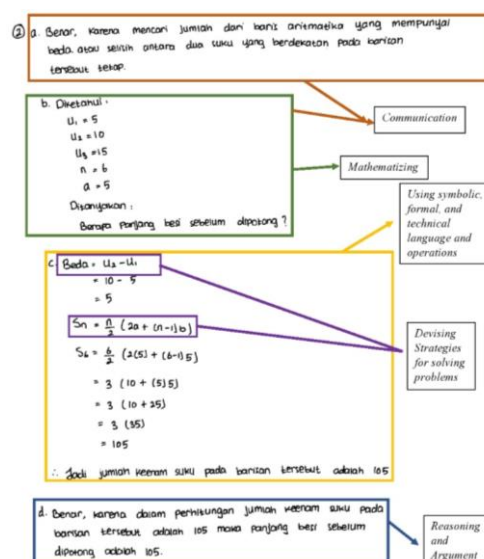 ② a. Benar, karena mencari jumlah dari baris aritmatika yang mempunyai
beda atau selisih antara dua suku yang berdekatan pada barisan
tersebut tetap.
b. Diketahui :
U₁ = 5
U₂ = 10
U₃ = 15
n = 6
a = 5
Ditanyakan :
Berapa panjang besi sebelum dipotong ?
Communication
Mathematizing
Using symbolic,
formal, and
technical
language and
operations
c. Beda = U₂ - U₁
= 10 - 5
= 5
Sn = n/2 (2a + (n-1)b)
S₆ = 6/2 (2(5) + (6-1)5)
= 3 (10 + (5)5)
= 3 (10 + 25)
= 3 (35)
= 105
∴ Jadi jumlah keenam suku pada barisan tersebut adalah 105
Devising
Strategies
for solving
problems
d. Benar, karena dalam perhitungan jumlah keenam suku pada
barisan tersebut adalah 105 maka panjang besi sebelum
dipotong adalah 105.
Reasoning
and
Argument